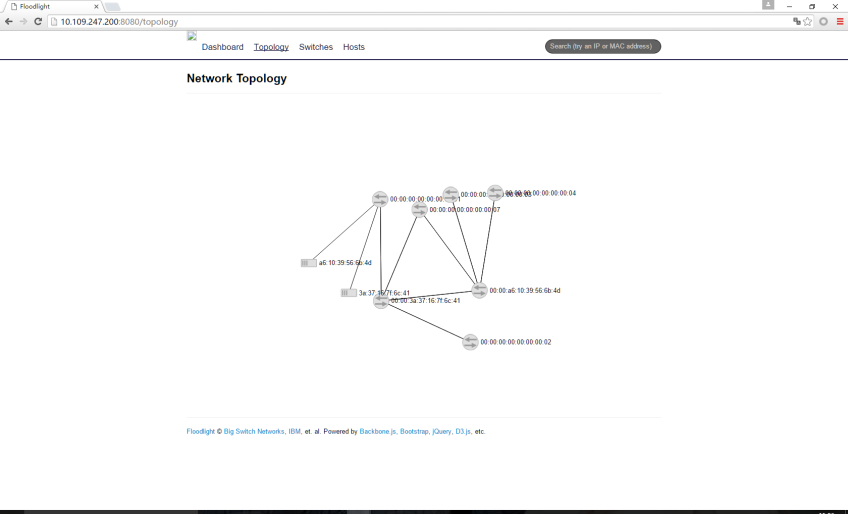 Floodlight
10.109.247.200:8080/topology
Dashboard Topology Switches Hosts
Search (try an IP or MAC address)
Network Topology
00:00:00:00:00:00:00:04
00:00:00:00:00:00:00:07
a6:10:39:56:6b:4d
3a:37:16:7f:6c:41
00:00:a6:10:39:56:6b:4d
00:00:3a:37:16:7f:6c:41
00:00:00:00:00:00:00:02
Floodlight © Big Switch Networks, IBM, et. al. Powered by Backbone.js, Bootstrap, jQuery, D3.js, etc.